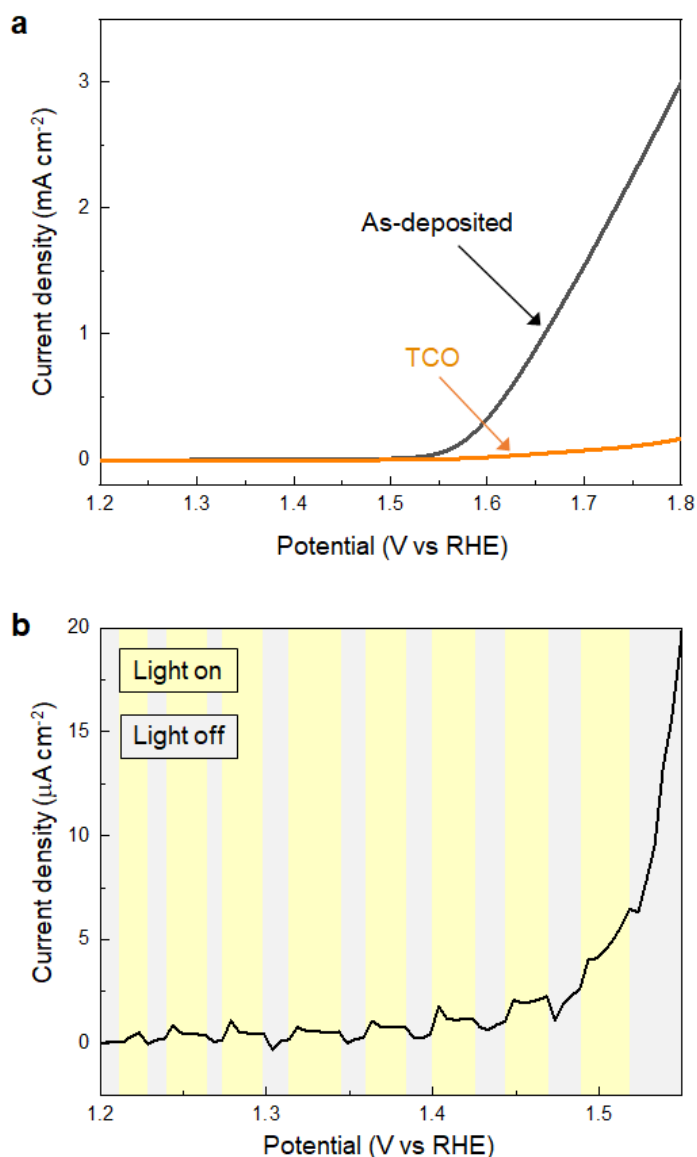 a
3
2
1
0
Current density (mA cm⁻²)
As-deposited
TCO
1.2 1.3 1.4 1.5 1.6 1.7 1.8
Potential (V vs RHE)
b
20
15
10
5
0
Current density (µA cm⁻²)
Light on
Light off
1.2 1.3 1.4 1.5
Potential (V vs RHE)